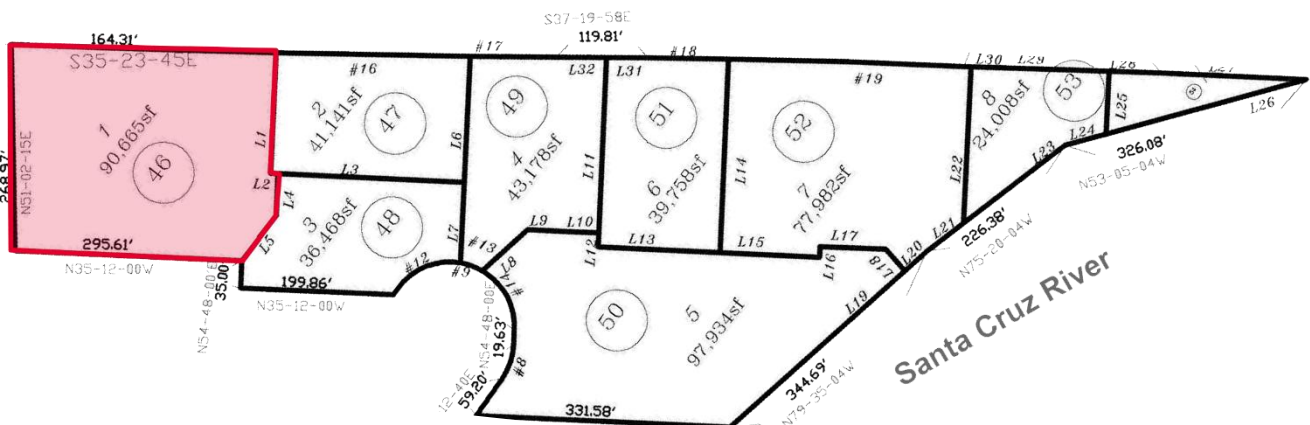 S37-19-58E
119.81'
164.31'
S35-23-45E
#17
#18
#16
#19
L32
L31
L30
L29
L28
L26
L25
L24
L23
L22
L21
L20
L19
L18
L17
L16
L15
L14
L13
L12
L11
L10
L9
L8
L7
L6
L5
L4
L3
L2
L1
1
90,665sf
46
2
41,141sf
47
3
36,468sf
48
4
43,178sf
49
5
97,934sf
50
6
39,758sf
51
7
77,982sf
52
8
24,008sf
53
268.97'
N51-02-15E
295.61'
N35-12-00W
35.00
N54-48-00E
199.86'
N35-12-00W
#12
#9
#13
#14
N54-48-00E
19.63'
#8
12-40E
59.20'
331.58'
344.69'
N79-35-04W
226.38'
N75-20-04W
326.08'
N53-05-04W
Santa Cruz River